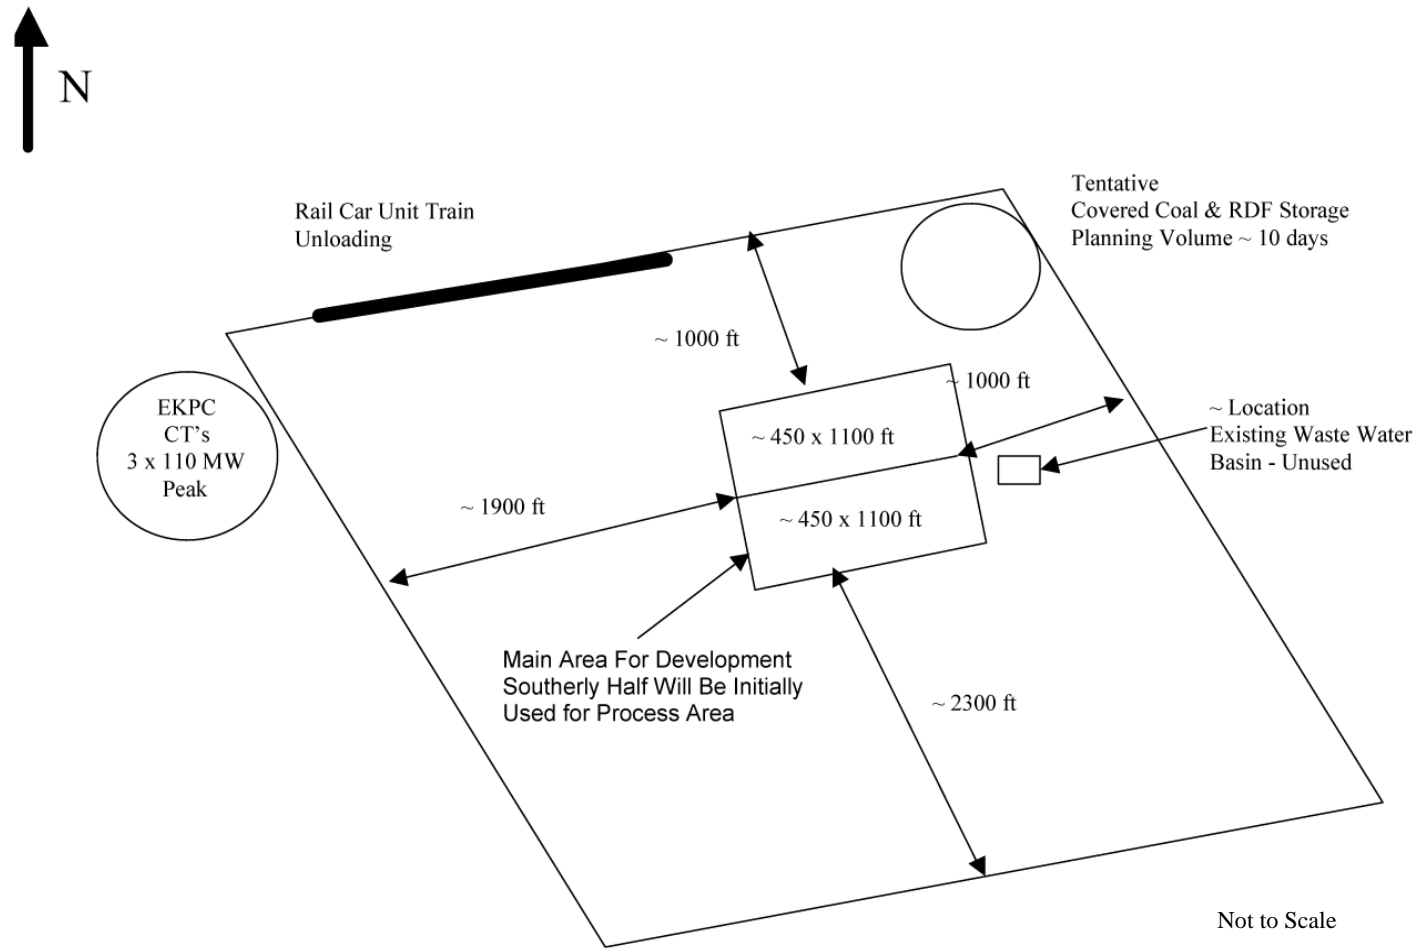 N
Rail Car Unit Train
Unloading
Tentative
Covered Coal & RDF Storage
Planning Volume ~ 10 days
~ 1000 ft
~ 1000 ft
EKPC
CT's
3 x 110 MW
Peak
~ 450 x 1100 ft
~ Location
Existing Waste Water
Basin - Unused
~ 1900 ft
~ 450 x 1100 ft
Main Area For Development
Southerly Half Will Be Initially
Used for Process Area
~ 2300 ft
Not to Scale